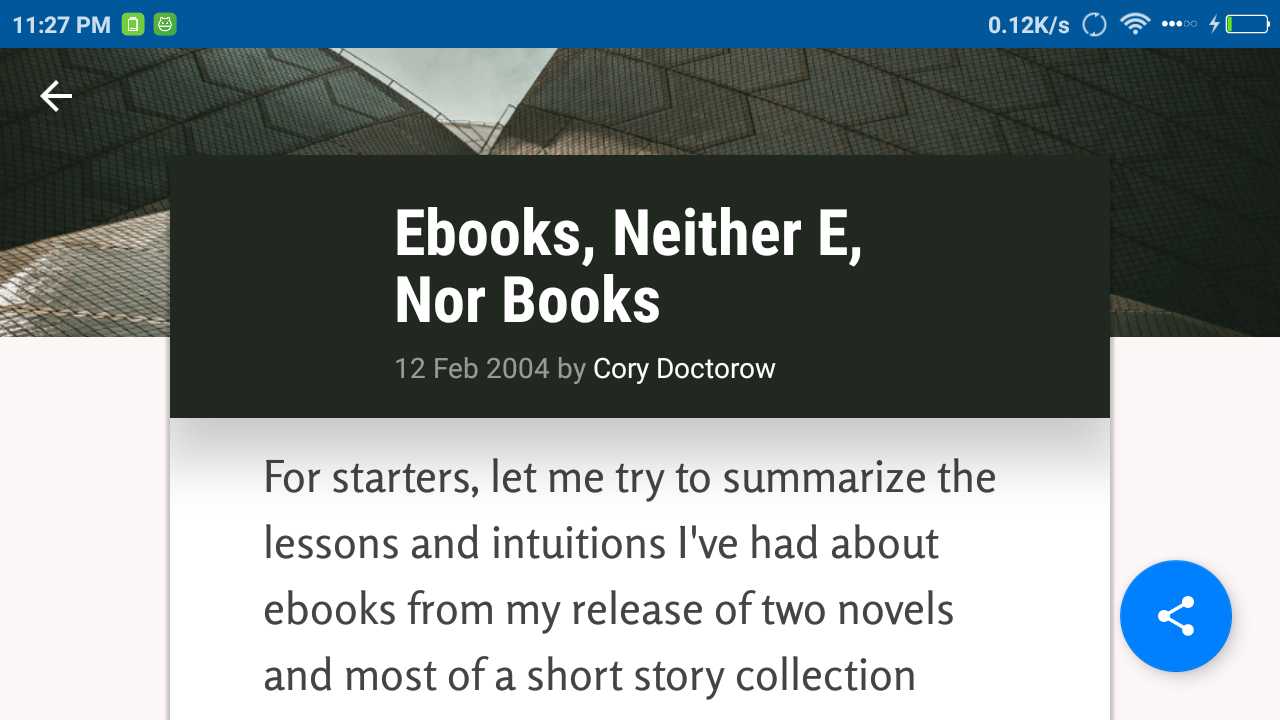 11:27 PM 0.12K/s
Ebooks, Neither E,
Nor Books
12 Feb 2004 by Cory Doctorow
For starters, let me try to summarize the
lessons and intuitions I've had about
ebooks from my release of two novels
and most of a short story collection